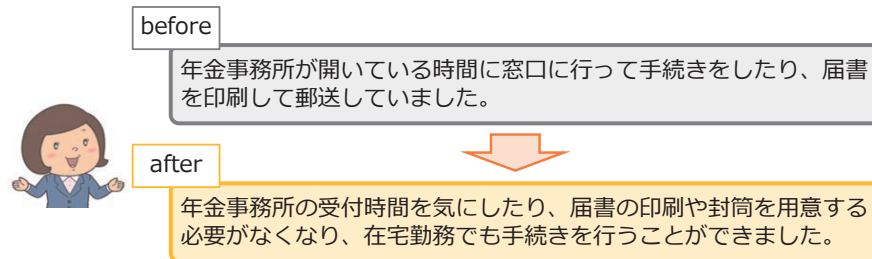 before
年金事務所が開いている時間に窓口に行って手続きをしたり、届書
を印刷して郵送していました。
after
年金事務所の受付時間を気にしたり、届書の印刷や封筒を用意する
必要がなくなり、在宅勤務でも手続きを行うことができました。